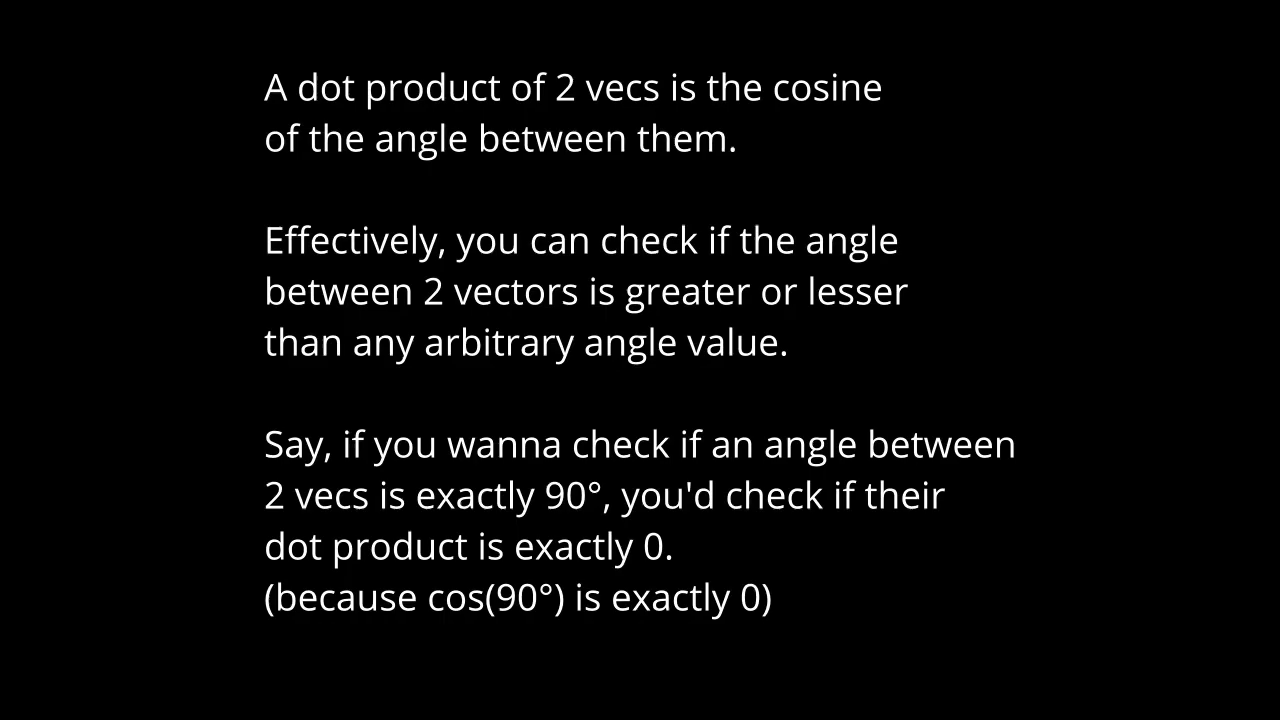 A dot product of 2 vecs is the cosine
of the angle between them.
Effectively, you can check if the angle
between 2 vectors is greater or lesser
than any arbitrary angle value.
Say, if you wanna check if an angle between
2 vecs is exactly 90°, you'd check if their
dot product is exactly 0.
(because cos(90°) is exactly 0)